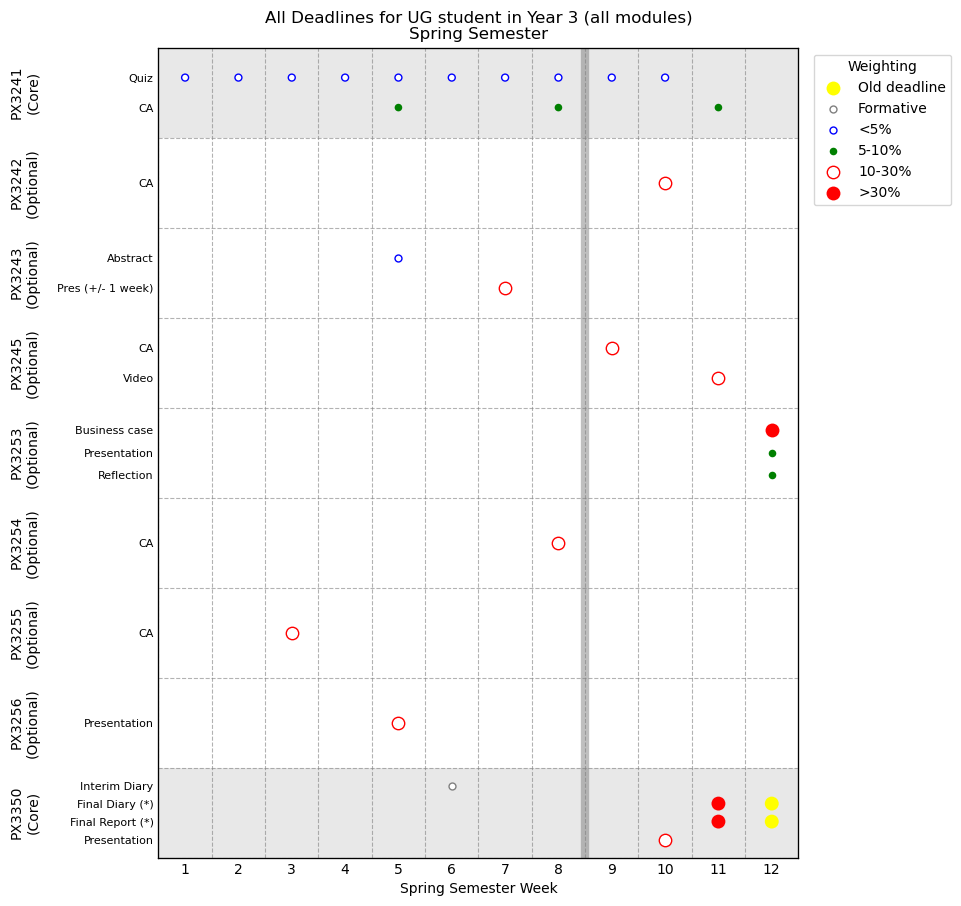 All Deadlines for UG student in Year 3 (all modules)
Spring Semester
PX3241
(Core)
Quiz
CA
PX3242
(Optional)
CA
PX3243
(Optional)
Abstract
Pres (+/- 1 week)
PX3245
(Optional)
CA
Video
PX3253
(Optional)
Business case
Presentation
Reflection
PX3254
(Optional)
CA
PX3255
(Optional)
CA
PX3256
(Optional)
Presentation
PX3350
(Core)
Interim Diary
Final Diary (*)
Final Report (*)
Presentation
1 2 3 4 5 6 7 8 9 10 11 12
Spring Semester Week
Weighting
Old deadline
Formative
<5%
5-10%
10-30%
>30%